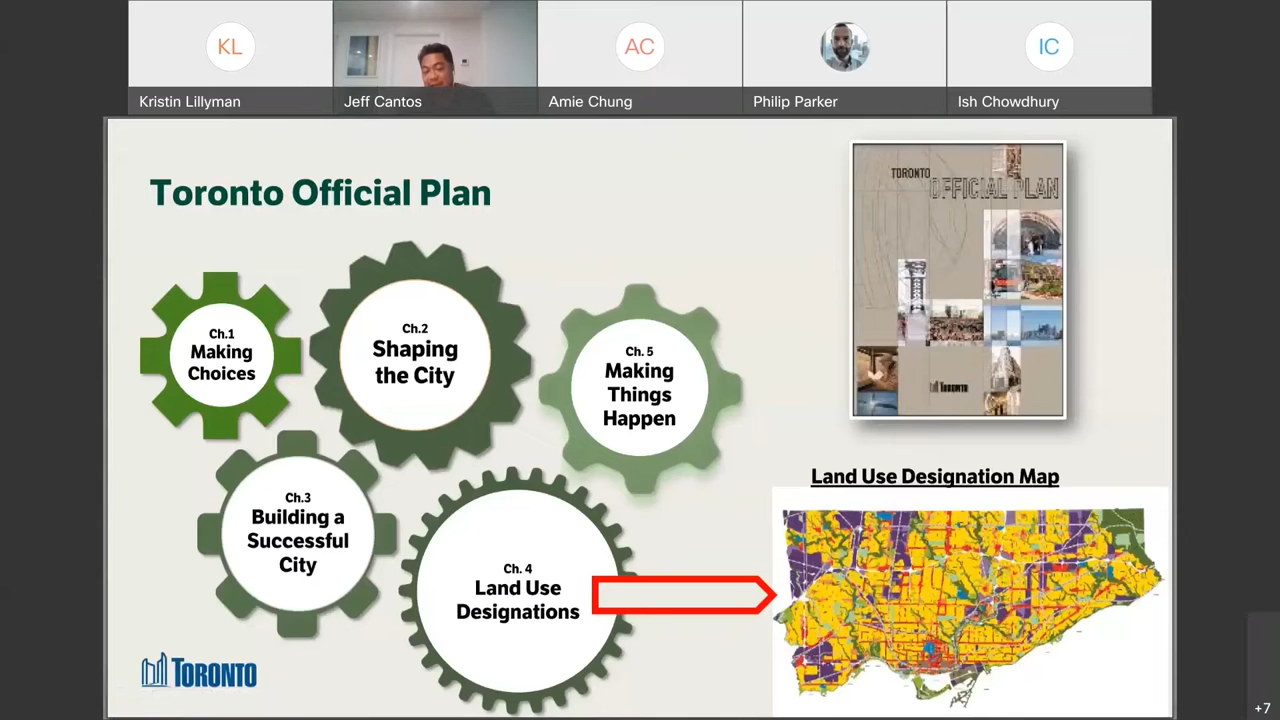 KL
AC
IC
Kristin Lillyman
Jeff Cantos
Amie Chung
Philip Parker
Ish Chowdhury
Toronto Official Plan
TORONTO
OFFICIAL PLAN
TORONTO
Ch.1
Making
Choices
Ch.2
Shaping
the City
Ch. 5
Making
Things
Happen
Ch.3
Building a
Successful
City
Ch. 4
Land Use
Designations
Land Use Designation Map
TORONTO
+7